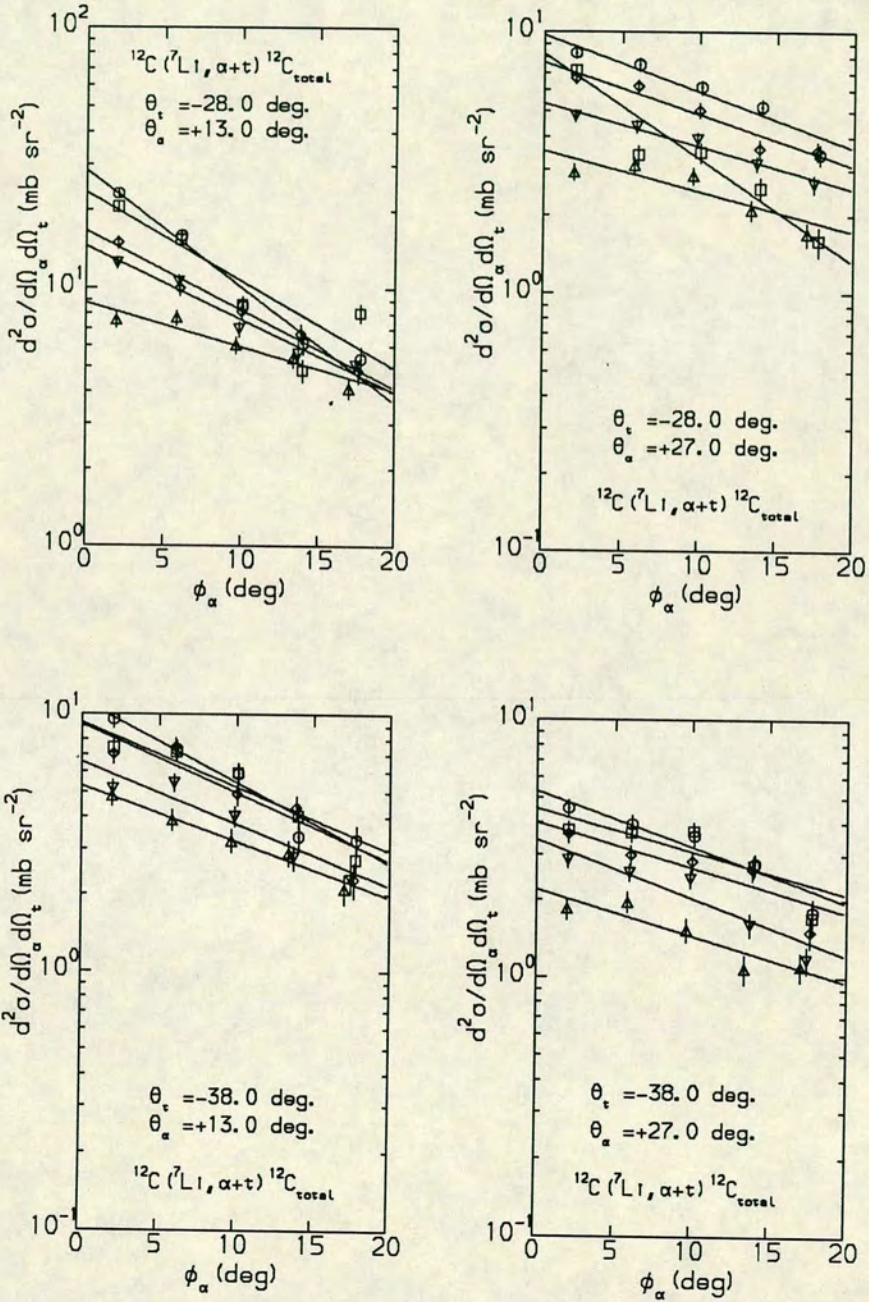 10²
¹²C(⁷Li, α+t)¹²C_total
θ_t =-28.0 deg.
θ_α =+13.0 deg.
d²σ/dΩ_α dΩ_t (mb sr⁻²)
10¹
10⁰
0 5 10 15 20
ϕ_α (deg)
10¹
d²σ/dΩ_α dΩ_t (mb sr⁻²)
10⁰
θ_t =-28.0 deg.
θ_α =+27.0 deg.
¹²C(⁷Li, α+t)¹²C_total
10⁻¹
0 5 10 15 20
ϕ_α (deg)
10¹
d²σ/dΩ_α dΩ_t (mb sr⁻²)
10⁰
θ_t =-38.0 deg.
θ_α =+13.0 deg.
¹²C(⁷Li, α+t)¹²C_total
10⁻¹
0 5 10 15 20
ϕ_α (deg)
10¹
d²σ/dΩ_α dΩ_t (mb sr⁻²)
10⁰
θ_t =-38.0 deg.
θ_α =+27.0 deg.
¹²C(⁷Li, α+t)¹²C_total
10⁻¹
0 5 10 15 20
ϕ_α (deg)